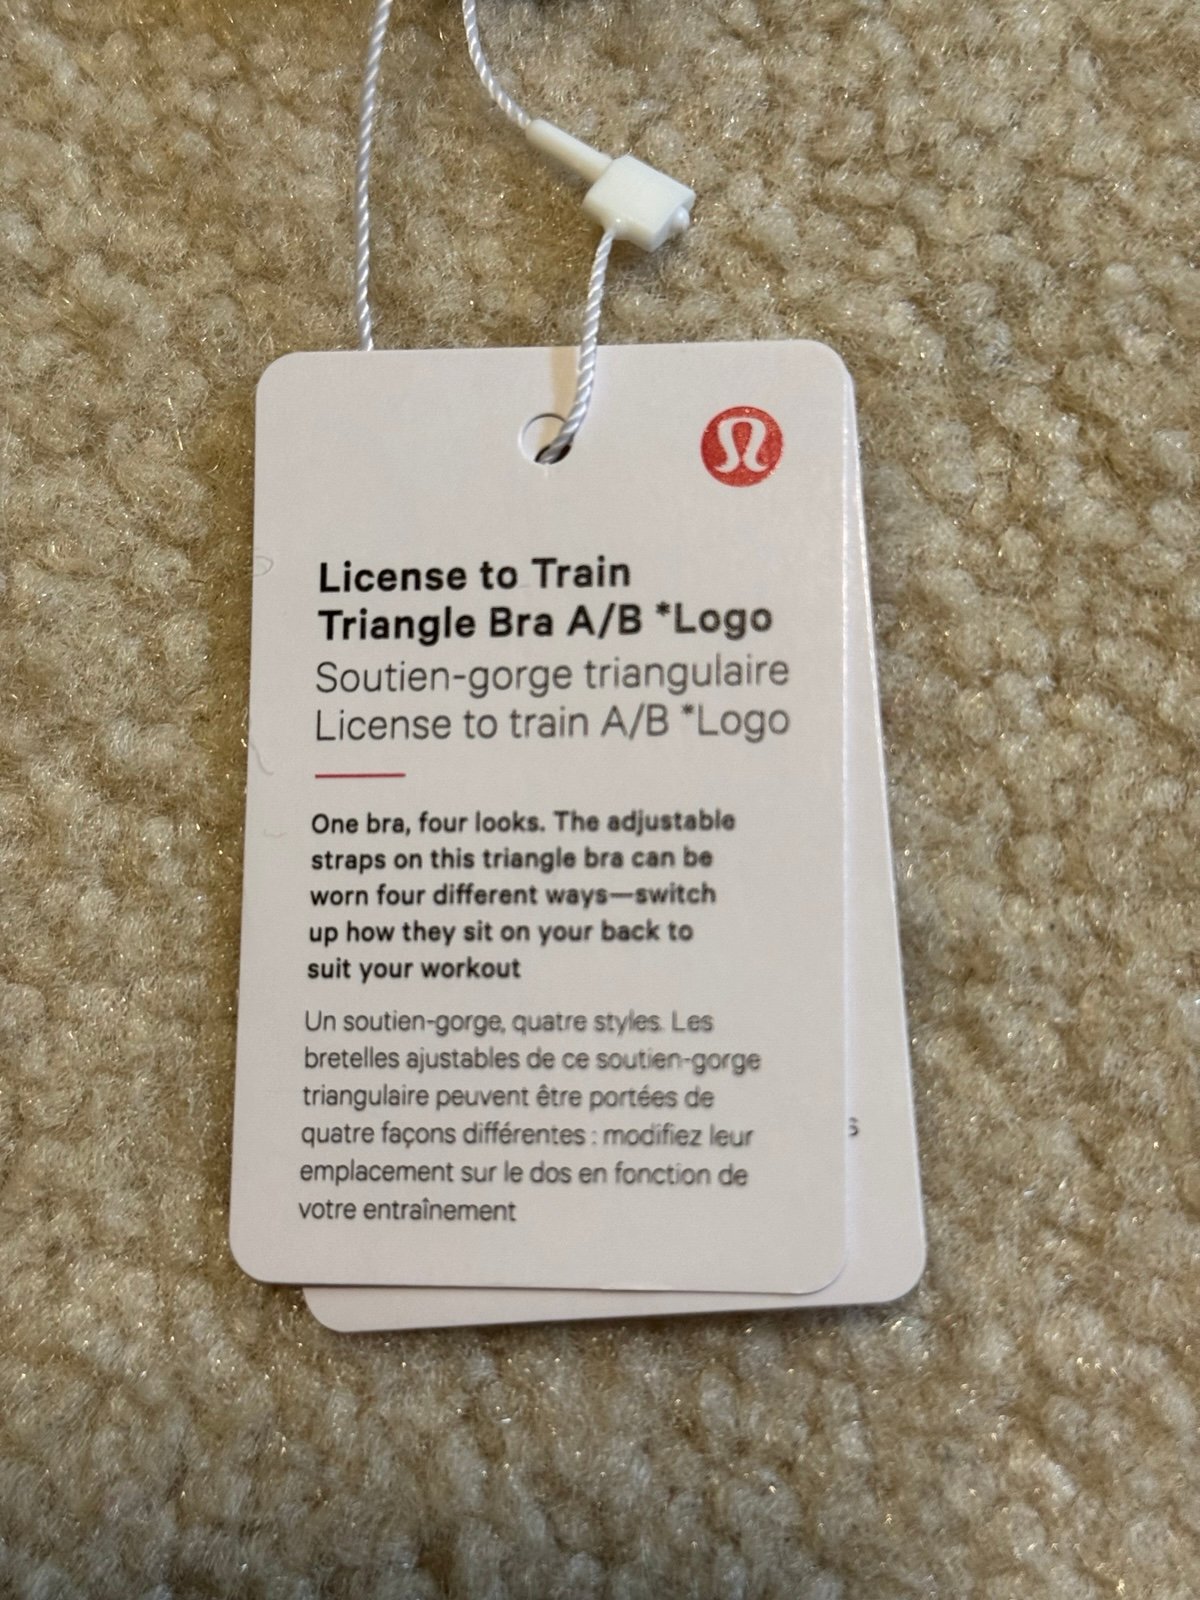 License to Train
Triangle Bra A/B *Logo
Soutien-gorge triangulaire
License to train A/B *Logo
One bra, four looks. The adjustable
straps on this triangle bra can be
worn four different ways—switch
up how they sit on your back to
suit your workout
Un soutien-gorge, quatre styles. Les
bretelles ajustables de ce soutien-gorge
triangulaire peuvent être portées de
quatre façons différentes : modifiez leur
emplacement sur le dos en fonction de
votre entraînement
s